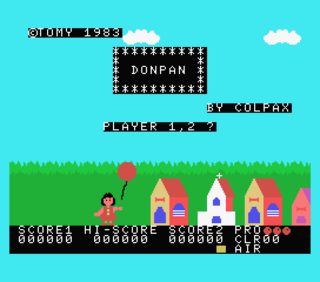 ©TOMY 1983
DONPAN
BY COLPAX
PLAYER 1,2 ?
SCORE1 HI-SCORE SCORE2 PRO
000000 000000 000000 CLR00
AIR